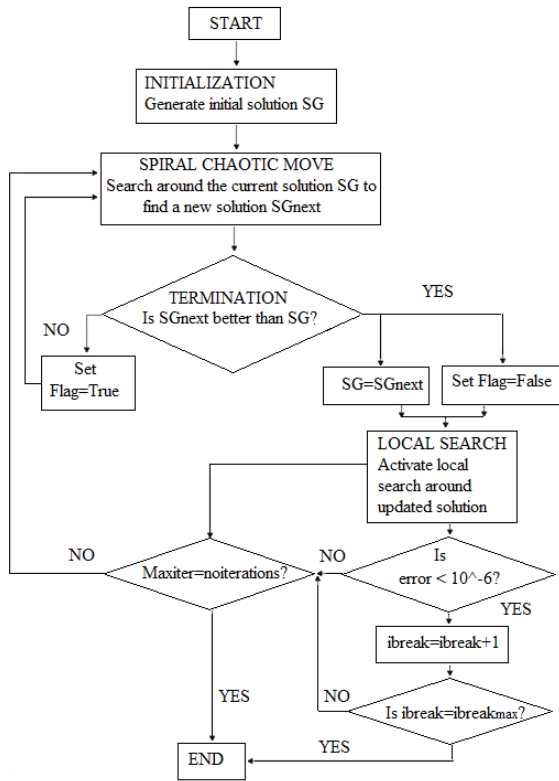 START
INITIALIZATION
Generate initial solution SG
SPIRAL CHAOTIC MOVE
Search around the current solution SG to
find a new solution SGnext
TERMINATION
Is SGnext better than SG?
YES
NO
Set
Flag=True
SG=SGnext
Set Flag=False
LOCAL SEARCH
Activate local
search around
updated solution
NO
Maxiter=noiterations?
NO
Is
error < 10^-6?
YES
ibreak=ibreak+1
NO
Is ibreak=ibreakmax?
YES
YES
END